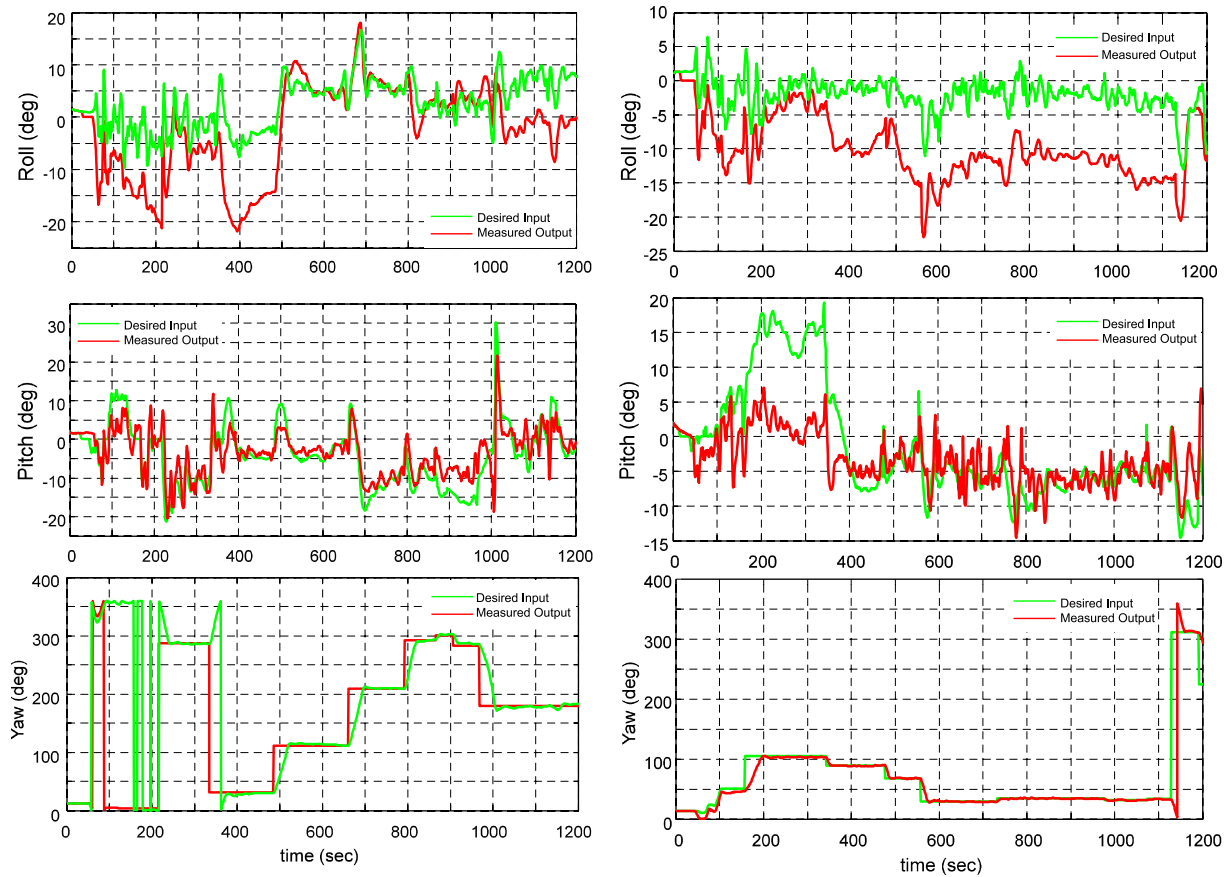 20
10
0
-10
-20
Roll (deg)
Desired Input
Measured Output
0 200 400 600 800 1000 1200
10
5
0
-5
-10
-15
-20
-25
Roll (deg)
Desired Input
Measured Output
0 200 400 600 800 1000 1200
30
20
10
0
-10
-20
Pitch (deg)
Desired Input
Measured Output
0 200 400 600 800 1000 1200
20
15
10
5
0
-5
-10
-15
Pitch (deg)
Desired Input
Measured Output
0 200 400 600 800 1000 1200
400
300
200
100
0
Yaw (deg)
Desired Input
Measured Output
0 200 400 600 800 1000 1200
time (sec)
400
300
200
100
0
Yaw (deg)
Desired Input
Measured Output
0 200 400 600 800 1000 1200
time (sec)